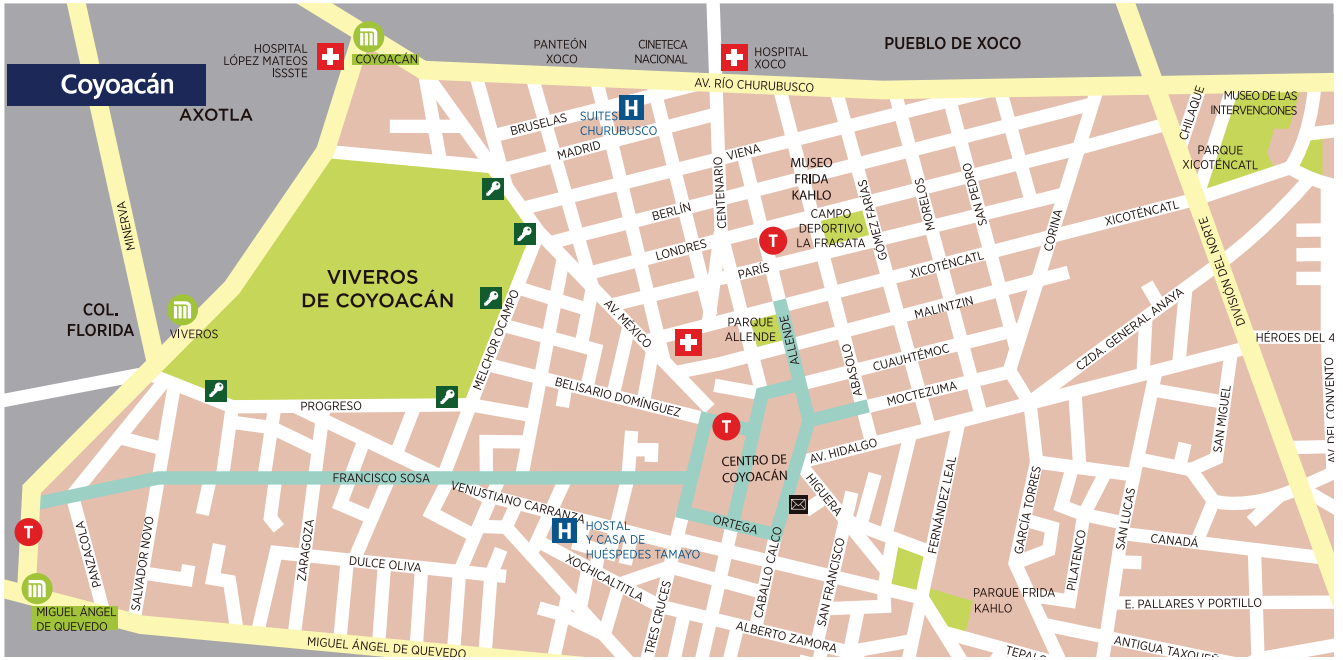 Coyoacán
AXOTLA
HOSPITAL
LÓPEZ MATEOS
ISSSTE
COYOACÁN
PANTEÓN
XOCO
CINETECA
NACIONAL
HOSPITAL
XOCO
PUEBLO DE XOCO
AV. RÍO CHURUBUSCO
MUSEO DE LAS
INTERVENCIONES
CHILAQUE
PARQUE
XICOTÉNCATL
BRUSELAS
SUITES
CHURUBUSCO
H
MADRID
VIENA
MUSEO
FRIDA
KAHLO
CENTENARIO
BERLÍN
LONDRES
PARÍS
CAMPO
DEPORTIVO
LA FRAGATA
T
GOMEZ FARIAS
MORELOS
SAN PEDRO
CORINA
XICOTÉNCATL
XICOTÉNCATL
MALINTZIN
MINERVA
COL.
FLORIDA
VIVEROS
VIVEROS
DE COYOACÁN
MELCHOR OCAMPO
AV. MÉXICO
PARQUE
ALLENDE
ALLENDE
ABASOLO
CUAUHTÉMOC
MOCTEZUMA
CZDA. GENERAL ANAYA
DIVISIÓN DEL NORTE
HÉROES DEL 4
AV. DEL CONVENTO
SAN MIGUEL
PROGRESO
BELISARIO DOMÍNGUEZ
T
CENTRO DE
COYOACÁN
AV. HIDALGO
HIGUERA
FRANCISCO SOSA
VENUSTIANO CARRANZA
H
HOSTAL
Y CASA DE
HUÉSPEDES TAMAYO
ORTEGA
CABALLO CALCO
SAN FRANCISCO
FERNÁNDEZ LEAL
GARCÍA TORRES
PILATENCO
SAN LUCAS
CANADÁ
T
PANZACOLA
SALVADOR NOVO
ZARAGOZA
DULCE OLIVA
XOCHICALTITLA
TRES CRUCES
ALBERTO ZAMORA
PARQUE FRIDA
KAHLO
E. PALLARES Y PORTILLO
MIGUEL ÁNGEL
DE QUEVEDO
MIGUEL ÁNGEL DE QUEVEDO
TEPALC
ANTIGUA TAXQUE